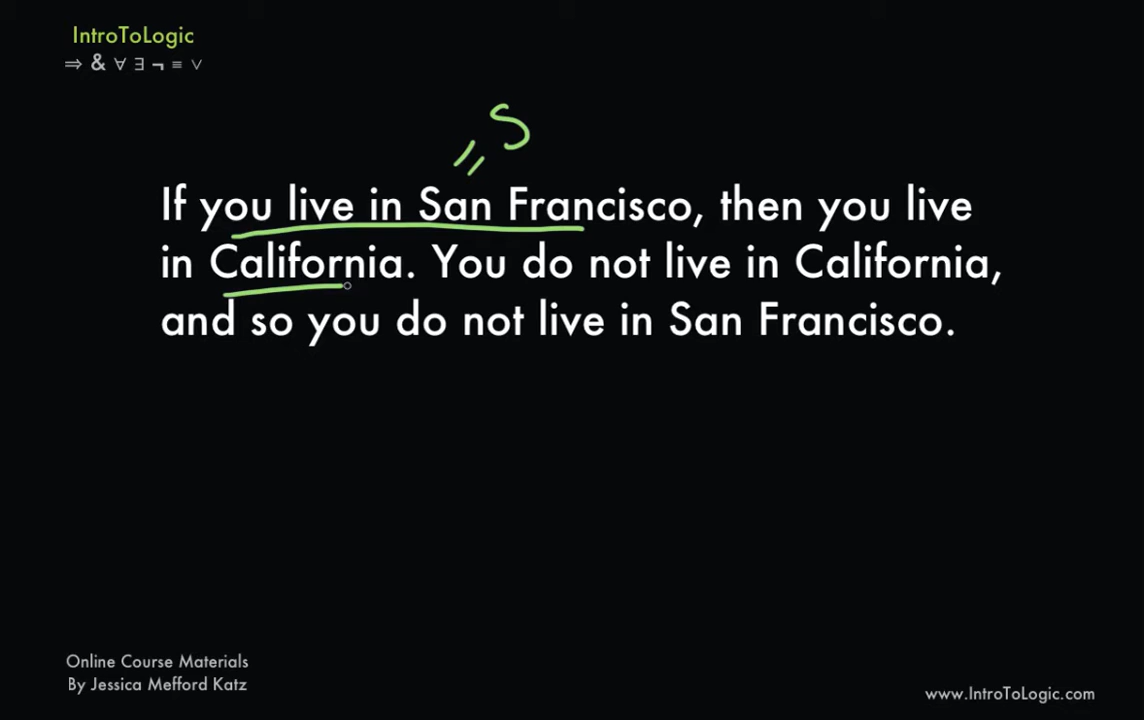 IntroToLogic
⇒ & ∀ ∃ ¬ ≡ ∨
= S
If you live in San Francisco, then you live
in California. You do not live in California,
and so you do not live in San Francisco.
Online Course Materials
By Jessica Mefford Katz
www.IntroToLogic.com